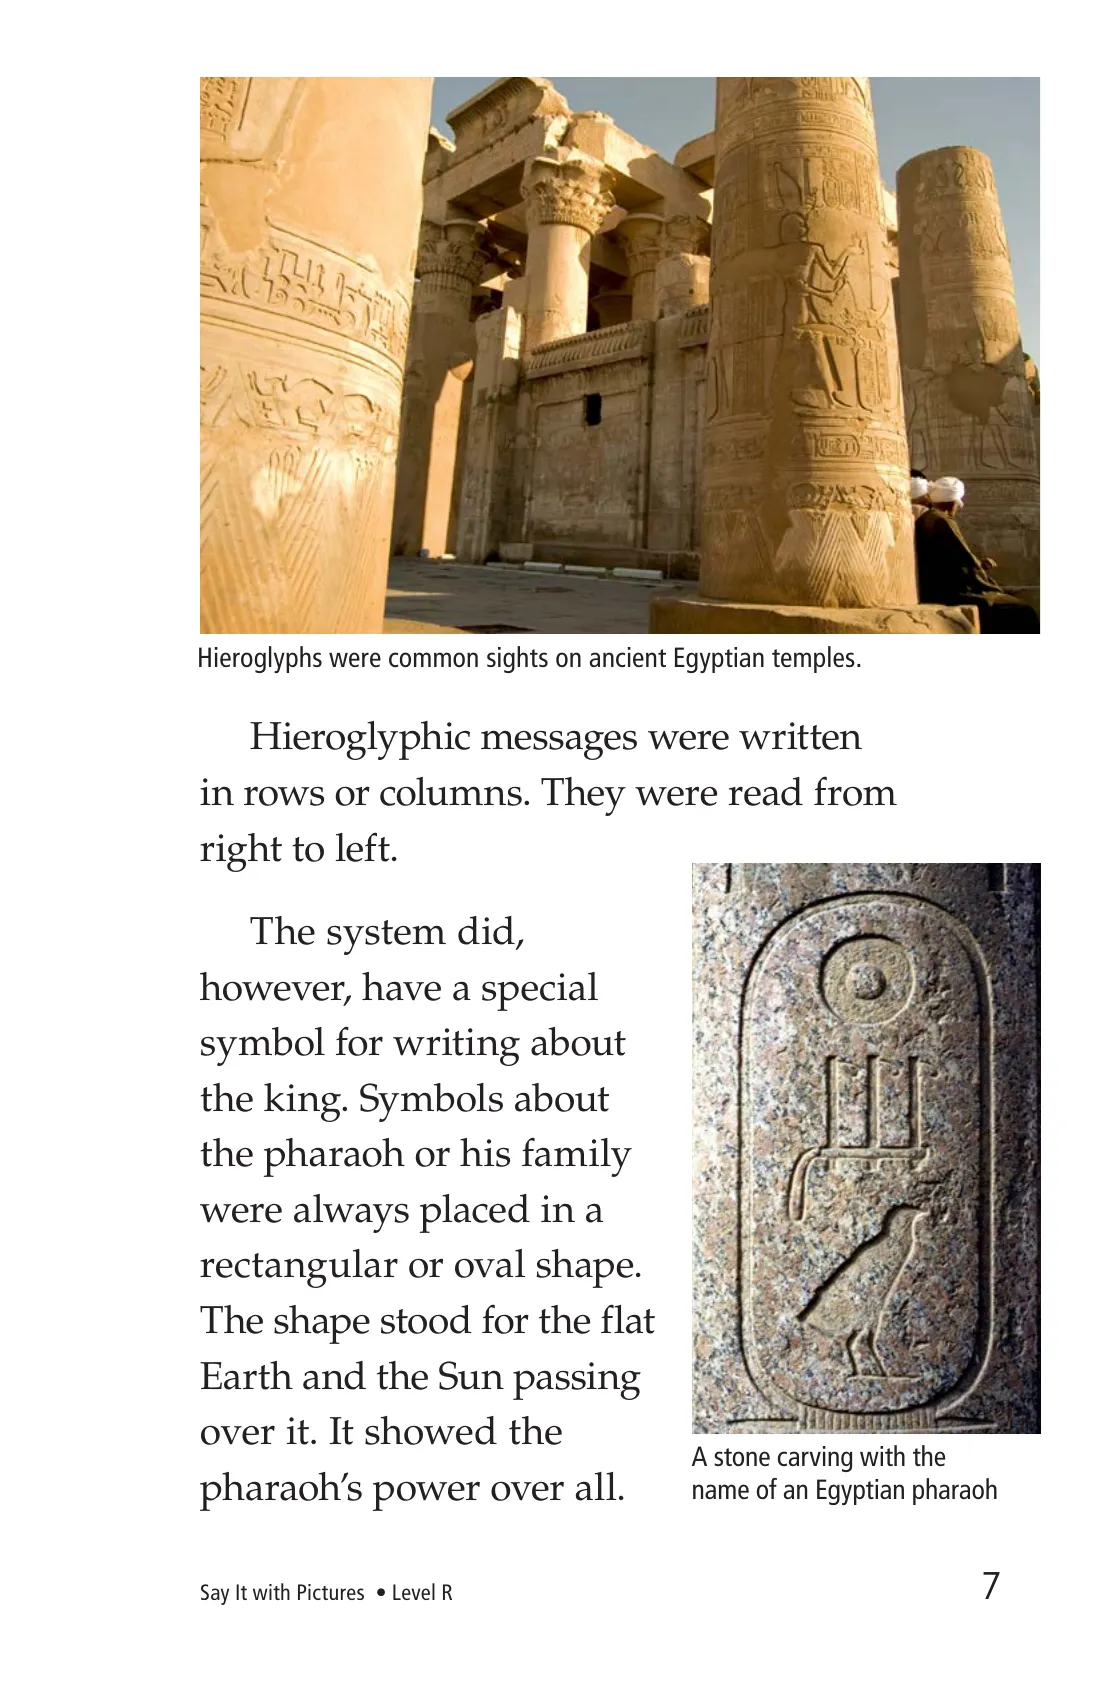 Hieroglyphs were common sights on ancient Egyptian temples.
Hieroglyphic messages were written
in rows or columns. They were read from
right to left.
The system did,
however, have a special
symbol for writing about
the king. Symbols about
the pharaoh or his family
were always placed in a
rectangular or oval shape.
The shape stood for the flat
Earth and the Sun passing
over it. It showed the
pharaoh’s power over all.
A stone carving with the
name of an Egyptian pharaoh
Say It with Pictures • Level R
7